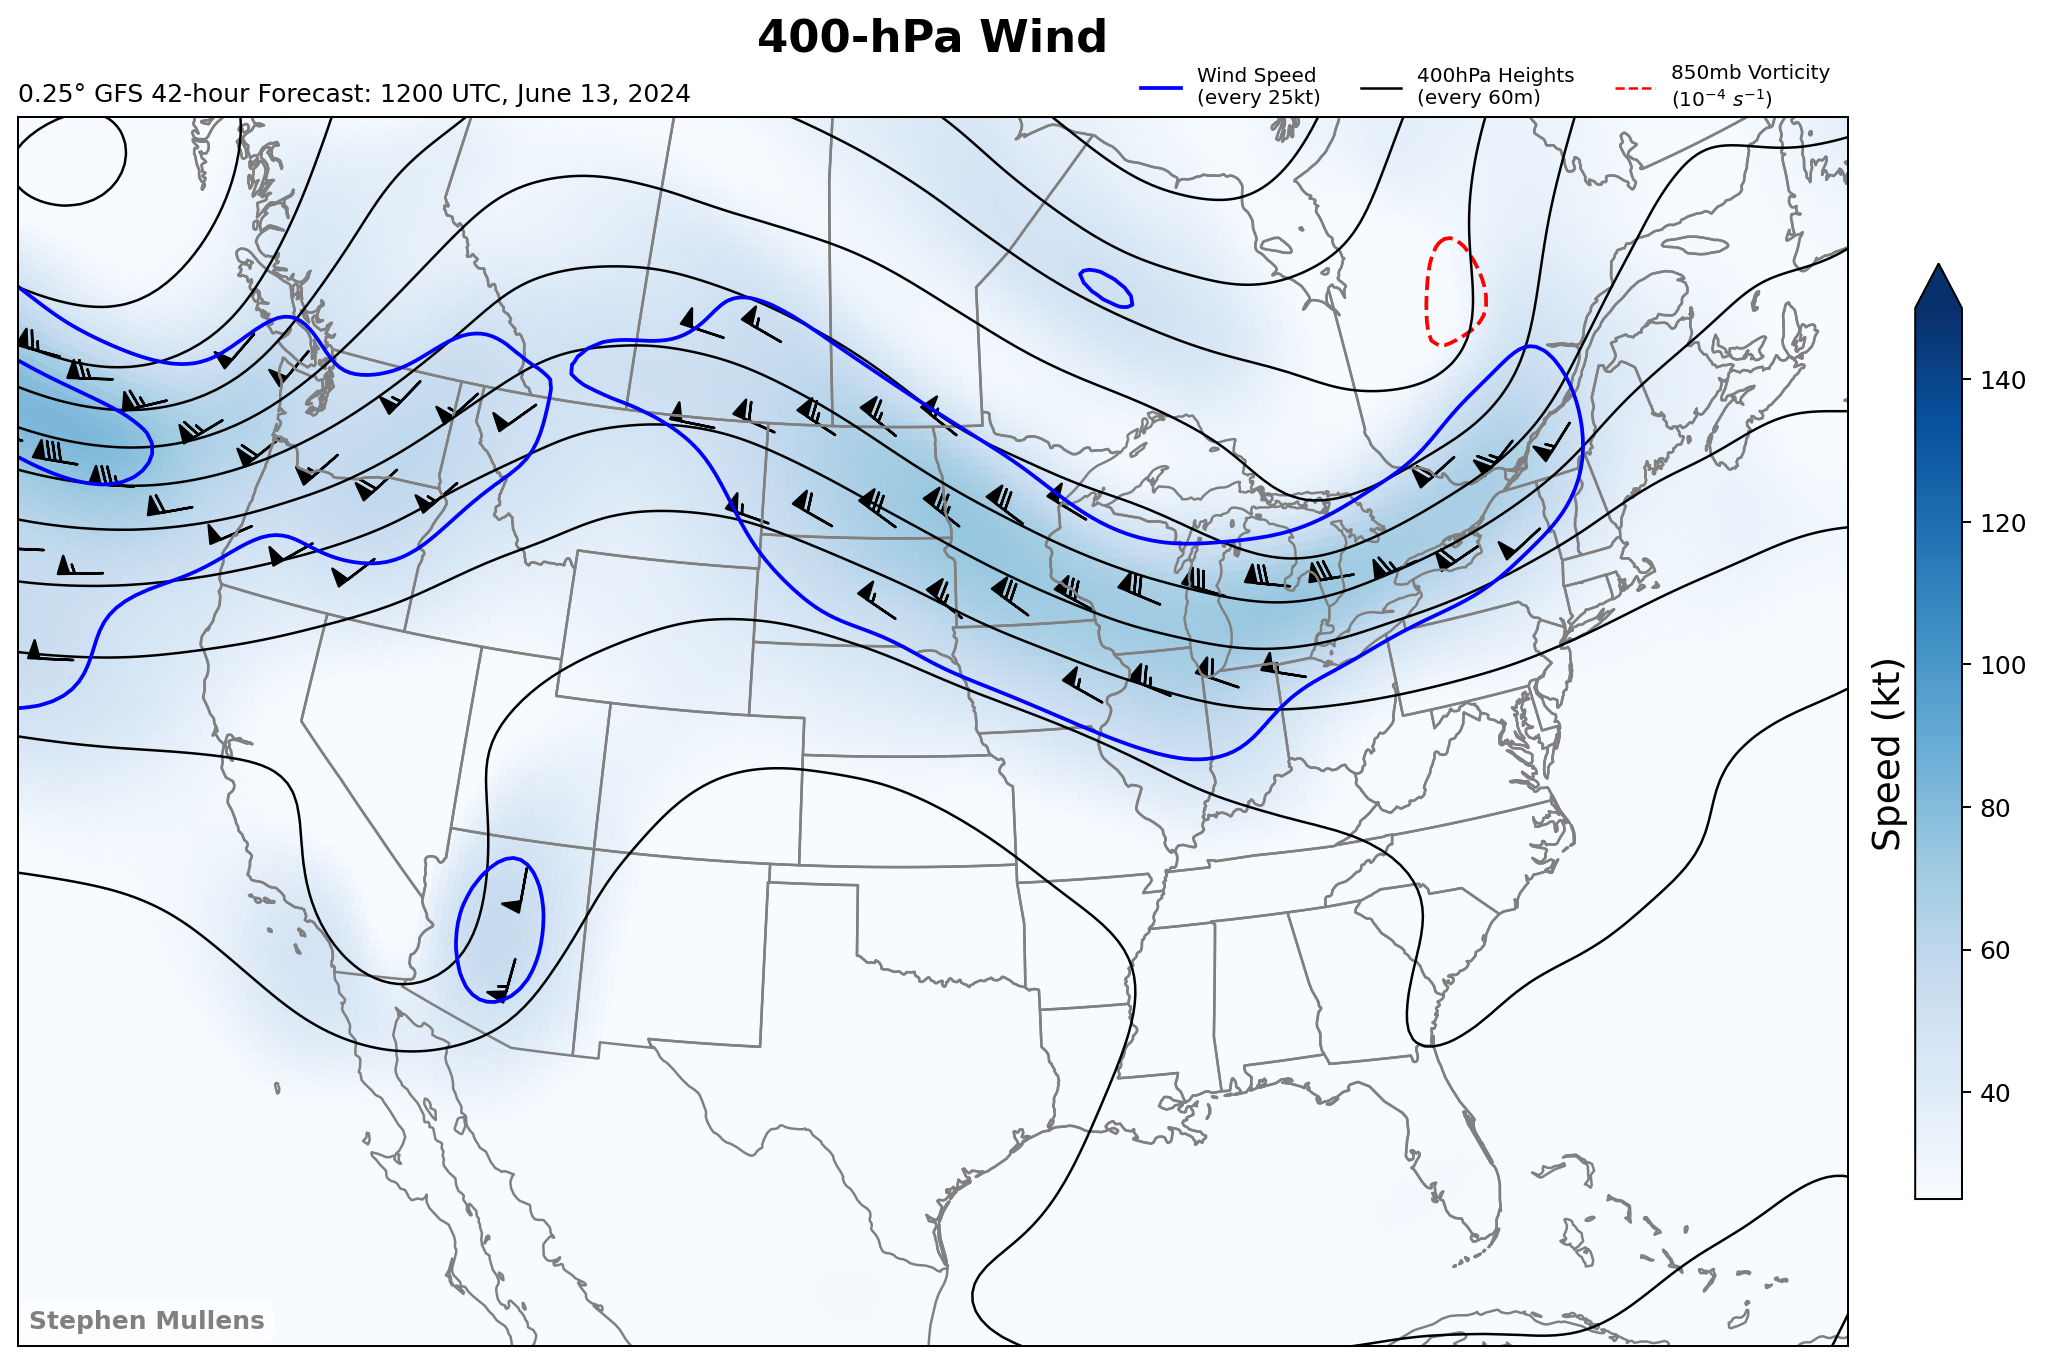 400-hPa Wind
0.25° GFS 42-hour Forecast: 1200 UTC, June 13, 2024
Wind Speed
(every 25kt)
400hPa Heights
(every 60m)
850mb Vorticity
(10⁻⁴ s⁻¹)
140
120
100
80
60
40
Speed (kt)
Stephen Mullens